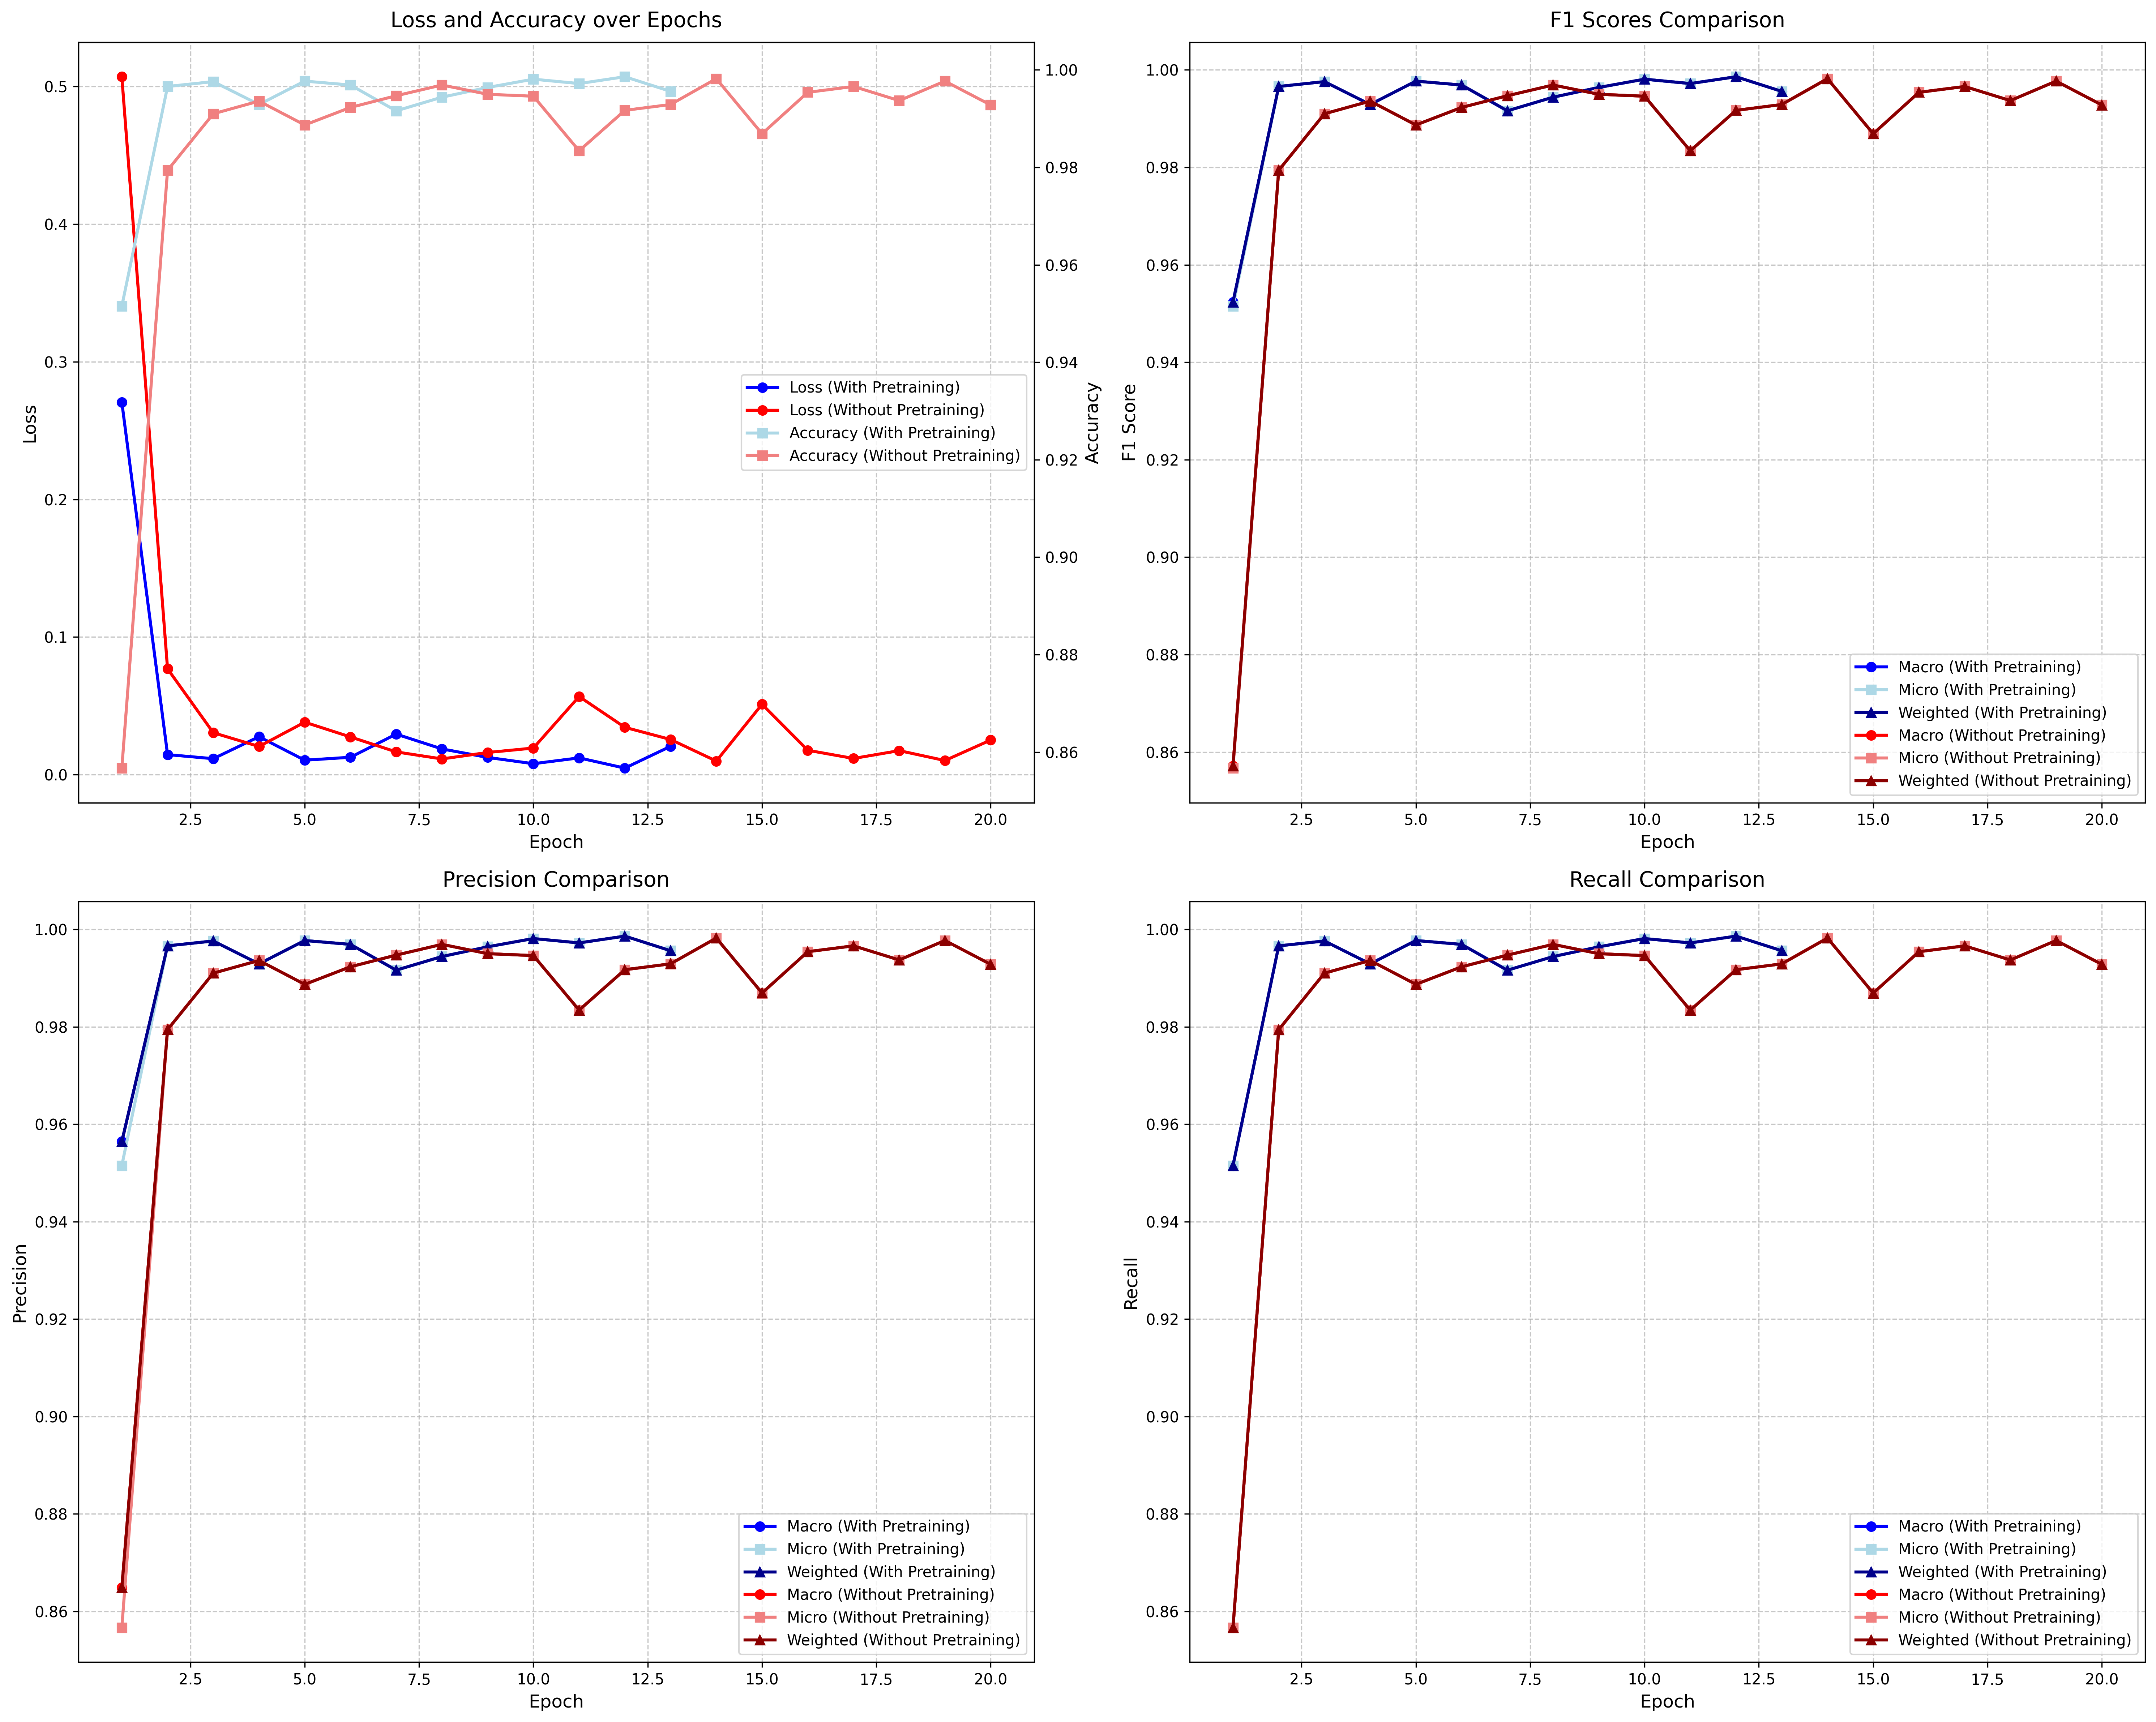 Loss and Accuracy over Epochs
0.5
0.4
0.3
0.2
0.1
0.0
Loss
1.00
0.98
0.96
0.94
0.92
0.90
0.88
0.86
Accuracy
Loss (With Pretraining)
Loss (Without Pretraining)
Accuracy (With Pretraining)
Accuracy (Without Pretraining)
2.5 5.0 7.5 10.0 12.5 15.0 17.5 20.0
Epoch
F1 Scores Comparison
1.00
0.98
0.96
0.94
0.92
0.90
0.88
0.86
F1 Score
Macro (With Pretraining)
Micro (With Pretraining)
Weighted (With Pretraining)
Macro (Without Pretraining)
Micro (Without Pretraining)
Weighted (Without Pretraining)
2.5 5.0 7.5 10.0 12.5 15.0 17.5 20.0
Epoch
Precision Comparison
1.00
0.98
0.96
0.94
0.92
0.90
0.88
0.86
Precision
Macro (With Pretraining)
Micro (With Pretraining)
Weighted (With Pretraining)
Macro (Without Pretraining)
Micro (Without Pretraining)
Weighted (Without Pretraining)
2.5 5.0 7.5 10.0 12.5 15.0 17.5 20.0
Epoch
Recall Comparison
1.00
0.98
0.96
0.94
0.92
0.90
0.88
0.86
Recall
Macro (With Pretraining)
Micro (With Pretraining)
Weighted (With Pretraining)
Macro (Without Pretraining)
Micro (Without Pretraining)
Weighted (Without Pretraining)
2.5 5.0 7.5 10.0 12.5 15.0 17.5 20.0
Epoch